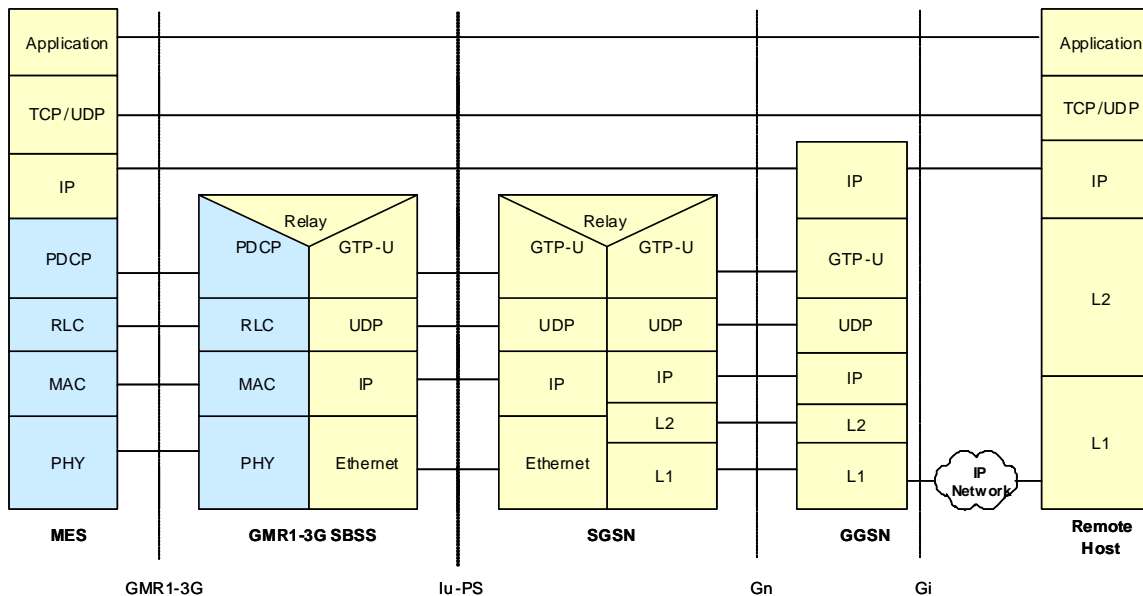 Application
TCP/UDP
IP
PDCP
RLC
MAC
PHY
MES
Relay
PDCP
GTP-U
RLC
UDP
MAC
IP
PHY
Ethernet
GMR1-3G SBSS
Relay
GTP-U
GTP-U
UDP
UDP
IP
IP
L2
Ethernet
L1
SGSN
IP
GTP-U
UDP
IP
L2
L1
GGSN
IP
Network
Application
TCP/UDP
IP
L2
L1
Remote
Host
GMR1-3G
Iu-PS
Gn
Gi